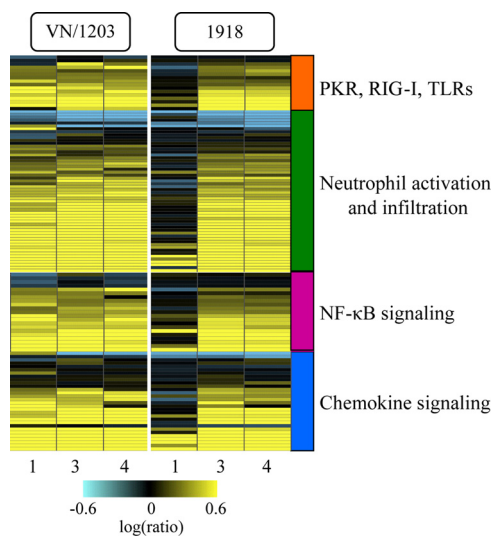 VN/1203 1918
PKR, RIG-I, TLRs
Neutrophil activation
and infiltration
NF-κB signaling
Chemokine signaling
1 3 4 1 3 4
-0.6 0 0.6
log(ratio)